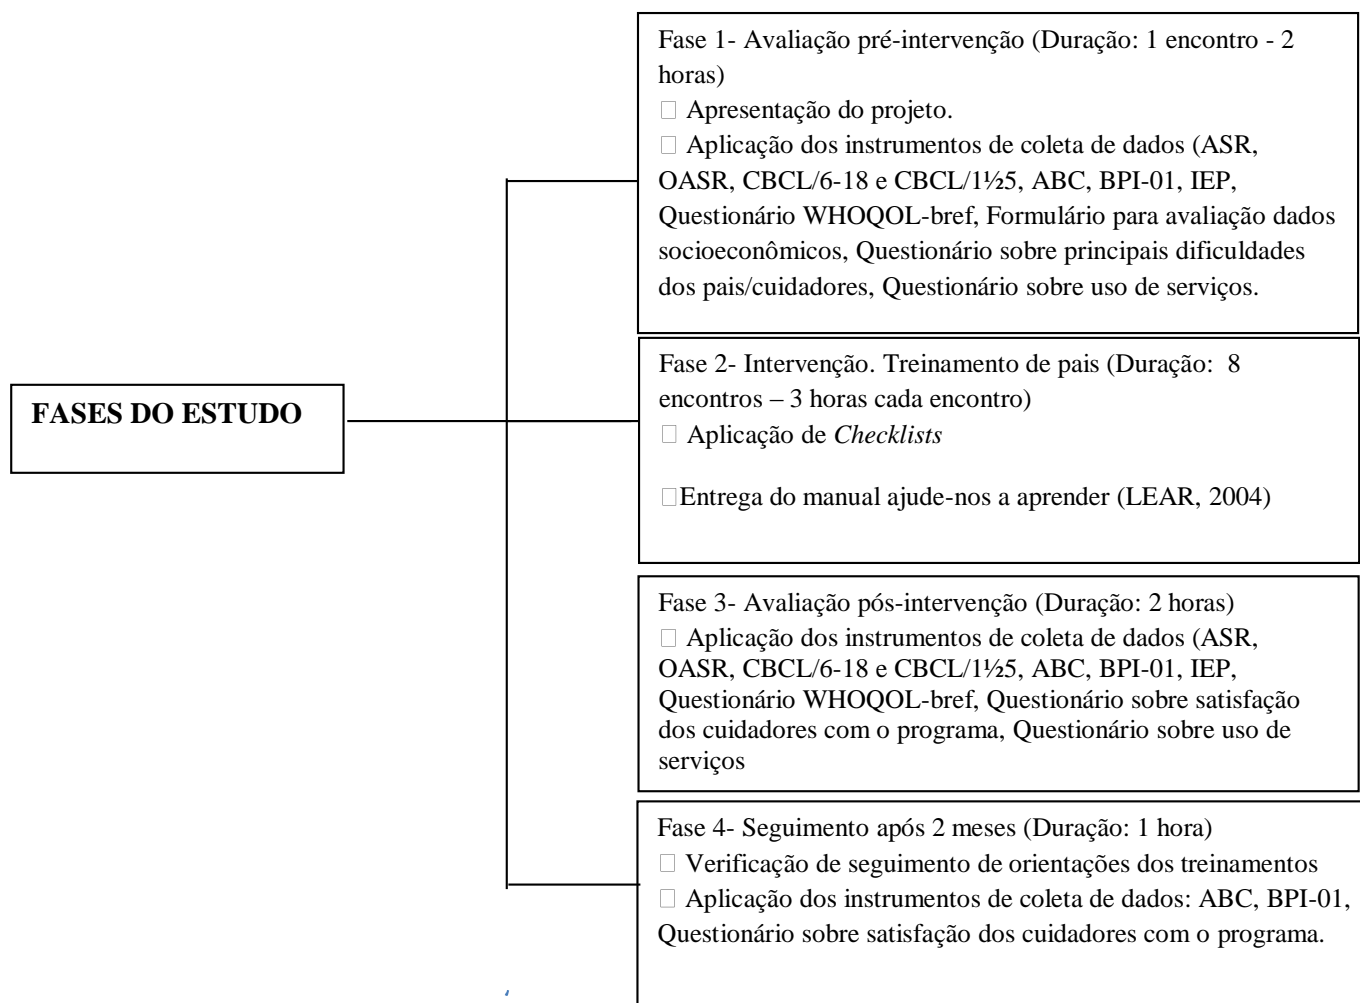 Fase 1- Avaliação pré-intervenção (Duração: 1 encontro - 2
horas)
□ Apresentação do projeto.
□ Aplicação dos instrumentos de coleta de dados (ASR,
OASR, CBCL/6-18 e CBCL/1½5, ABC, BPI-01, IEP,
Questionário WHOQOL-bref, Formulário para avaliação dados
socioeconômicos, Questionário sobre principais dificuldades
dos pais/cuidadores, Questionário sobre uso de serviços.
FASES DO ESTUDO
Fase 2- Intervenção. Treinamento de pais (Duração: 8
encontros – 3 horas cada encontro)
□ Aplicação de Checklists
□Entrega do manual ajude-nos a aprender (LEAR, 2004)
Fase 3- Avaliação pós-intervenção (Duração: 2 horas)
□ Aplicação dos instrumentos de coleta de dados (ASR,
OASR, CBCL/6-18 e CBCL/1½5, ABC, BPI-01, IEP,
Questionário WHOQOL-bref, Questionário sobre satisfação
dos cuidadores com o programa, Questionário sobre uso de
serviços
Fase 4- Seguimento após 2 meses (Duração: 1 hora)
□ Verificação de seguimento de orientações dos treinamentos
□ Aplicação dos instrumentos de coleta de dados: ABC, BPI-01,
Questionário sobre satisfação dos cuidadores com o programa.